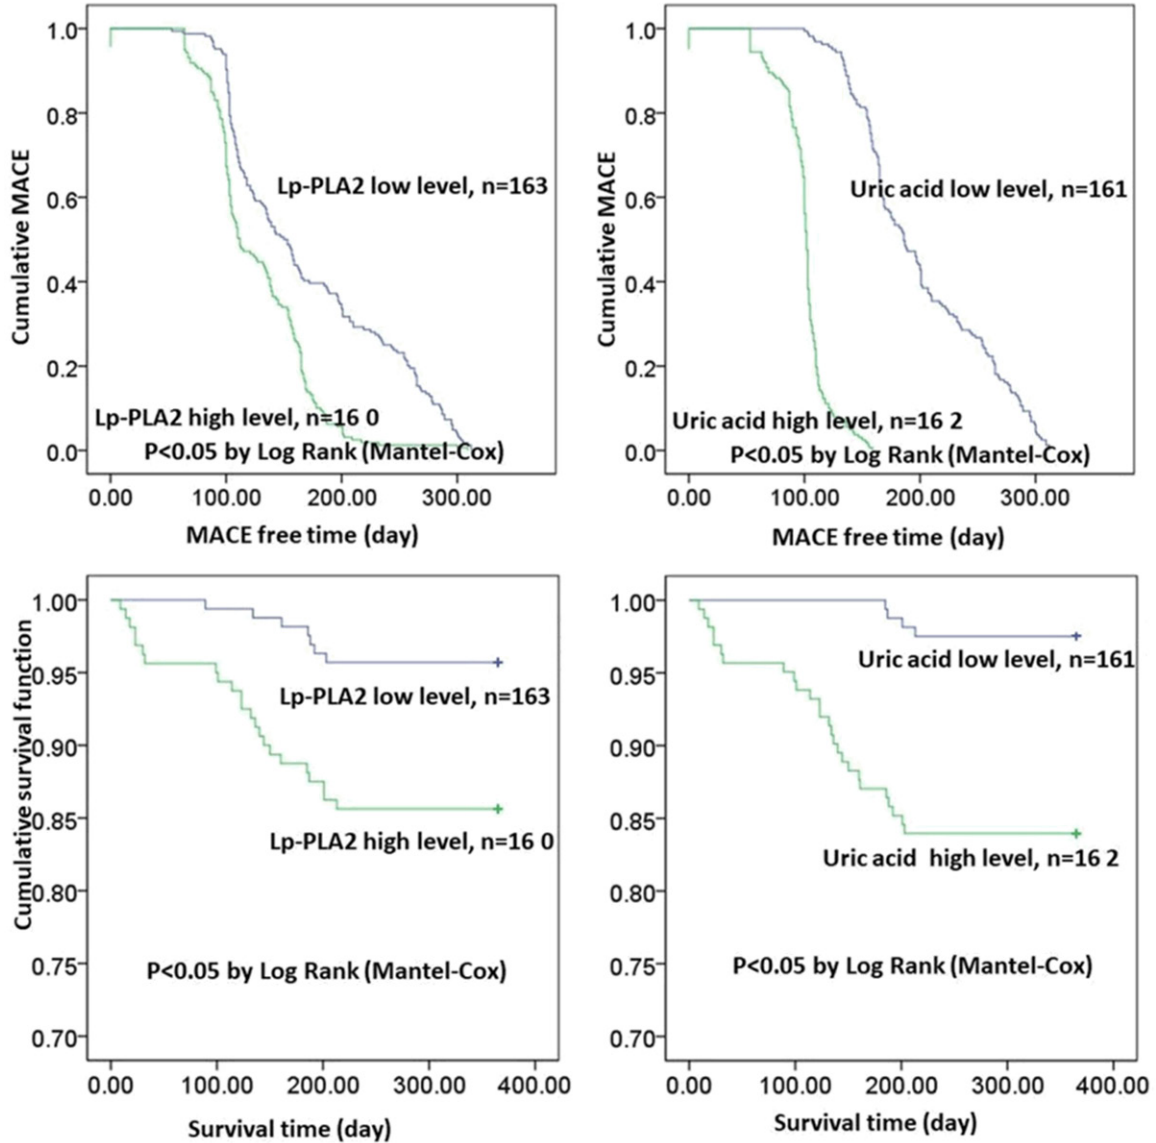 1.0
0.8
0.6
0.4
0.2
0.0
Cumulative MACE
Lp-PLA2 low level, n=163
Lp-PLA2 high level, n=16 0
P<0.05 by Log Rank (Mantel-Cox)
0.00 100.00 200.00 300.00
MACE free time (day)
1.0
0.8
0.6
0.4
0.2
0.0
Cumulative MACE
Uric acid low level, n=161
Uric acid high level, n=16 2
P<0.05 by Log Rank (Mantel-Cox)
0.00 100.00 200.00 300.00
MACE free time (day)
1.00
0.95
0.90
0.85
0.80
0.75
0.70
Cumulative survival function
Lp-PLA2 low level, n=163
Lp-PLA2 high level, n=16 0
P<0.05 by Log Rank (Mantel-Cox)
0.00 100.00 200.00 300.00 400.00
Survival time (day)
1.00
0.95
0.90
0.85
0.80
0.75
0.70
Uric acid low level, n=161
Uric acid  high level, n=16 2
P<0.05 by Log Rank (Mantel-Cox)
0.00 100.00 200.00 300.00 400.00
Survival time (day)